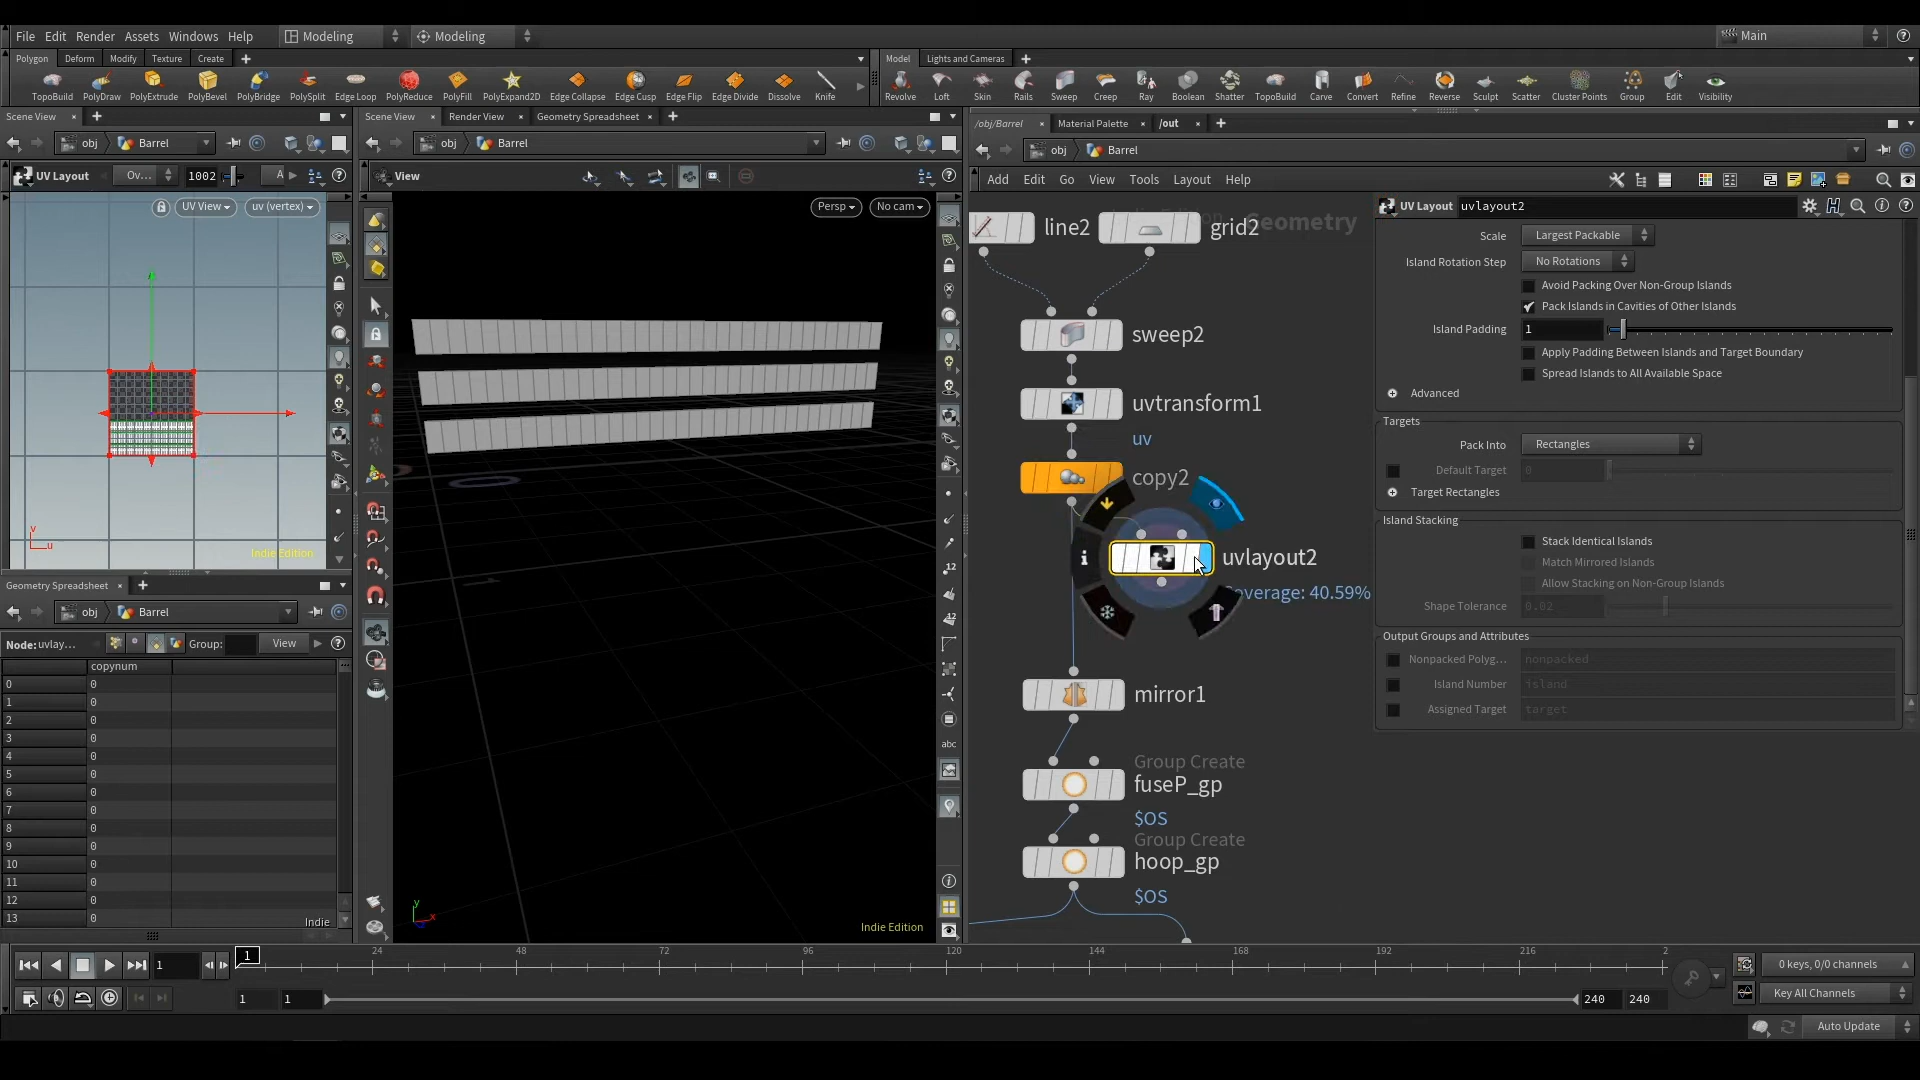 File Edit Render Assets Windows Help Modeling Modeling Main
Polygon Deform Modify Texture Create Model Lights and Cameras
TopoBuild PolyDraw PolyExtrude PolyBevel PolyBridge PolySplit Edge Loop PolyReduce PolyFill PolyExpand2D Edge Collapse Edge Cusp Edge Flip Edge Divide Dissolve Knife Revolve Loft Skin Rails Sweep Creep Ray Boolean Shatter TopoBuild Carve Convert Refine Reverse Sculpt Scatter Cluster Points Group Edit Visibility
Scene View Scene View Render View Geometry Spreadsheet /obj/Barrel Material Palette /out
obj Barrel obj Barrel obj Barrel
UV Layout Ov... 1002 A View Add Edit Go View Tools Layout Help
UV View uv (vertex) Persp No cam
UV Layout uvlayout2
Geometry
line2 grid2
Scale Largest Packable
Island Rotation Step No Rotations
Avoid Packing Over Non-Group Islands
Pack Islands in Cavities of Other Islands
Island Padding 1
Apply Padding Between Islands and Target Boundary
Spread Islands to All Available Space
Advanced
Targets
Pack Into Rectangles
Default Target 0
Target Rectangles
Island Stacking
Stack Identical Islands
Match Mirrored Islands
Allow Stacking on Non-Group Islands
Shape Tolerance 0.02
Output Groups and Attributes
Nonpacked Polyg... nonpacked
Island Number island
Assigned Target target
sweep2
uvtransform1
uv
copy2
uvlayout2
overage: 40.59%
mirror1
Group Create
fuseP_gp
$OS
Group Create
hoop_gp
$OS
v
u
Indie Edition
12
12
abc
y
x
Indie Edition
Geometry Spreadsheet
obj Barrel
Node: uvlay... Group: View
copynum
0 0
1 0
2 0
3 0
4 0
5 0
6 0
7 0
8 0
9 0
10 0
11 0
12 0
13 0
Indie
1 1 24 48 72 96 120 144 168 192 216 2
0 keys, 0/0 channels
1 1 240 240 Key All Channels
Auto Update